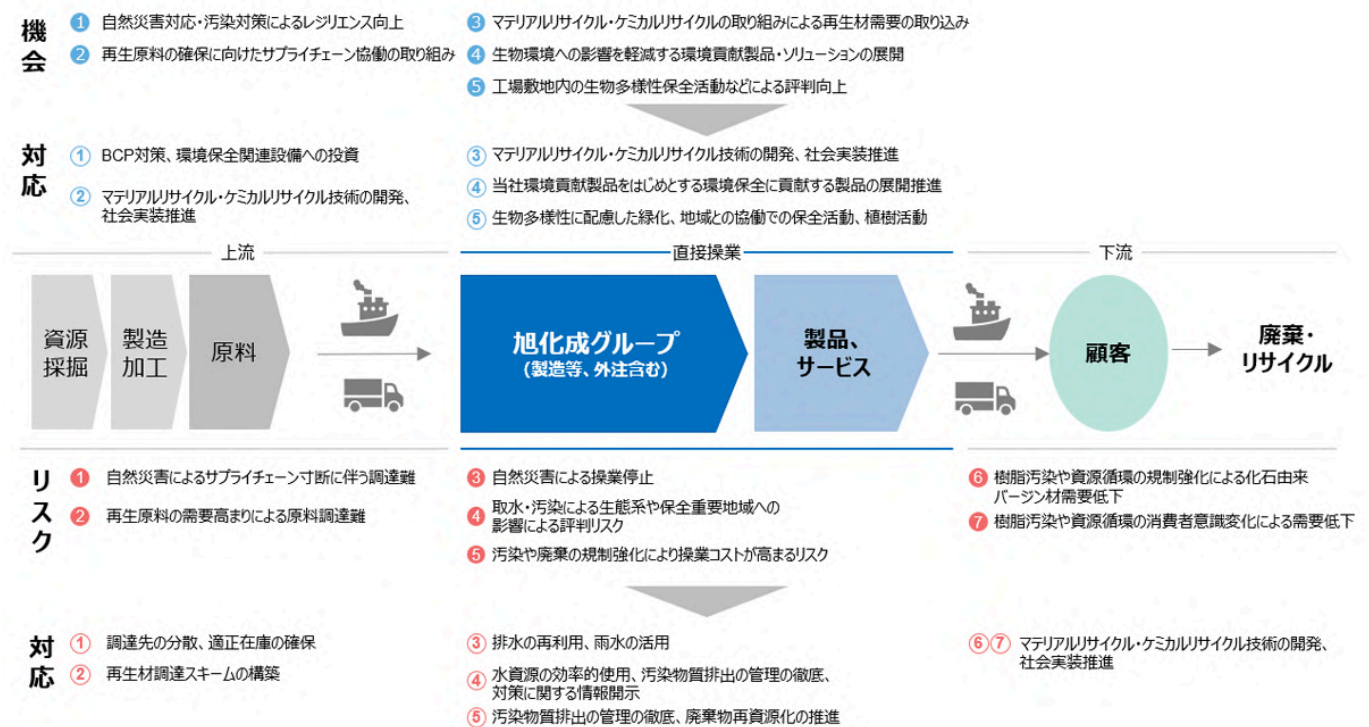 機会
① 自然災害対応・汚染対策によるレジリエンス向上
② 再生原料の確保に向けたサプライチェーン協働の取り組み
③ マテリアルリサイクル・ケミカルリサイクルの取り組みによる再生材需要の取り込み
④ 生物環境への影響を軽減する環境貢献製品・ソリューションの展開
⑤ 工場敷地内の生物多様性保全活動などによる評判向上
対応
① BCP対策、環境保全関連設備への投資
② マテリアルリサイクル・ケミカルリサイクル技術の開発、
社会実装推進
③ マテリアルリサイクル・ケミカルリサイクル技術の開発、社会実装推進
④ 当社環境貢献製品をはじめとする環境保全に貢献する製品の展開推進
⑤ 生物多様性に配慮した緑化、地域との協働での保全活動、植樹活動
上流
直接操業
下流
資源
採掘
製造
加工
原料
旭化成グループ
(製造等、外注含む)
製品、
サービス
顧客
廃棄・
リサイクル
リスク
① 自然災害によるサプライチェーン寸断に伴う調達難
② 再生原料の需要高まりによる原料調達難
③ 自然災害による操業停止
④ 取水・汚染による生態系や保全重要地域への
影響による評判リスク
⑤ 汚染や廃棄の規制強化により操業コストが高まるリスク
⑥ 樹脂汚染や資源循環の規制強化による化石由来
バージン材需要低下
⑦ 樹脂汚染や資源循環の消費者意識変化による需要低下
対応
① 調達先の分散、適正在庫の確保
② 再生材調達スキームの構築
③ 排水の再利用、雨水の活用
④ 水資源の効率的使用、汚染物質排出の管理の徹底、
対策に関する情報開示
⑤ 汚染物質排出の管理の徹底、廃棄物再資源化の推進
⑥⑦ マテリアルリサイクル・ケミカルリサイクル技術の開発、
社会実装推進